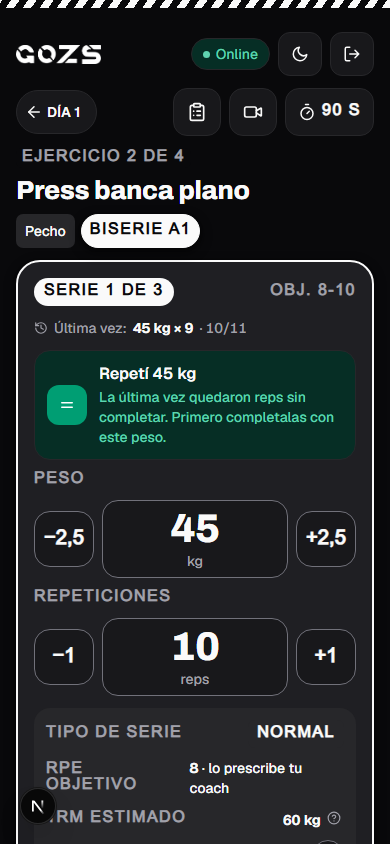 GOZS
Online
DÍA 1
90 S
EJERCICIO 2 DE 4
Press banca plano
Pecho
BISERIE A1
SERIE 1 DE 3
OBJ. 8-10
Última vez: 45 kg × 9 · 10/11
=
Repetí 45 kg
La última vez quedaron reps sin
completar. Primero completalas con
este peso.
PESO
−2,5
45
kg
+2,5
REPETICIONES
−1
10
reps
+1
TIPO DE SERIE
NORMAL
RPE
OBJETIVO
8 · lo prescribe tu
coach
N
1RM ESTIMADO
60 kg
?